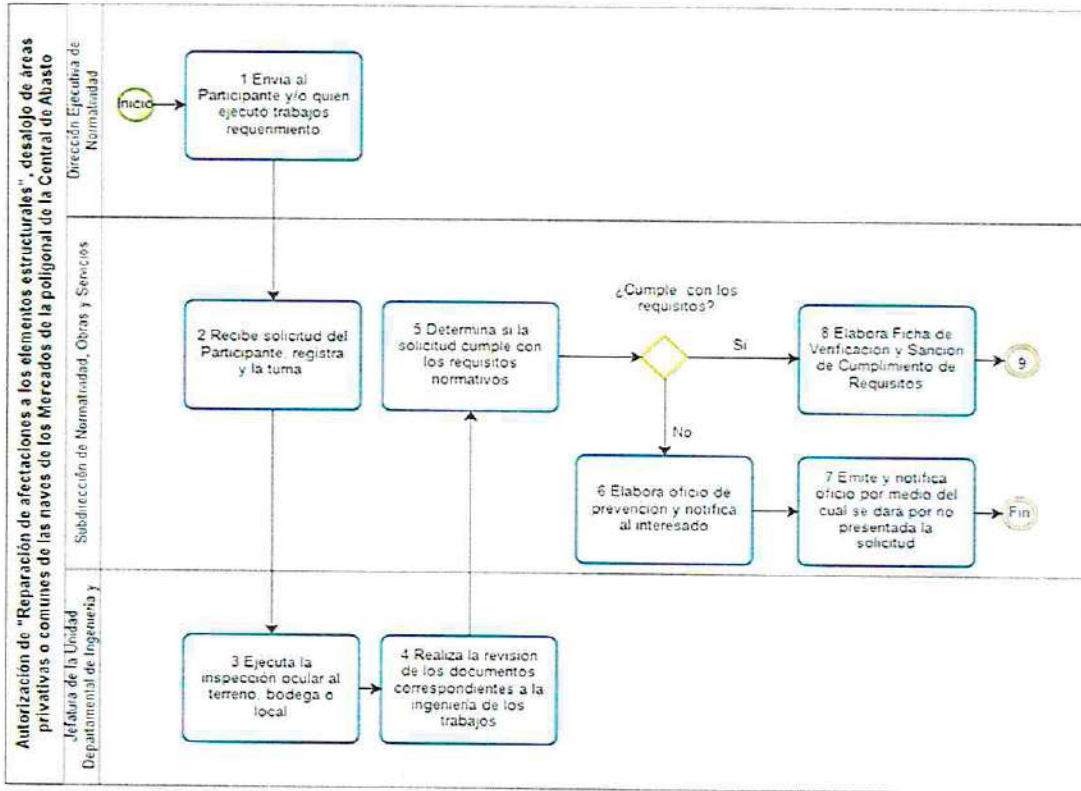 Autorización de "Reparación de afectaciones a los elementos estructurales", desalojo de áreas
privativas o comunes de las naves de los Mercados de la poligonal de la Central de Abasto
Dirección Ejecutiva de
Normatividad
Inicio
1 Envia al
Participante y/o quien
ejecutó trabajos
requerimiento
Subdirección de Normatividad, Obras y Servicios
2 Recibe solicitud del
Participante, registra
y la turna
5 Determina si la
solicitud cumple con
los requisitos
normativos
¿Cumple con los
requisitos?
Si
8 Elabora Ficha de
Verificación y Sanción
de Cumplimiento de
Requisitos
9
No
6 Elabora oficio de
prevención y notifica
al interesado
7 Emite y notifica
oficio por medio del
cual se dará por no
presentada la
solicitud
Fin
Jefatura de la Unidad
Departamental de Ingeniería y
3 Ejecuta la
inspección ocular al
terreno, bodega o
local
4 Realiza la revisión
de los documentos
correspondientes a la
ingeniería de los
trabajos